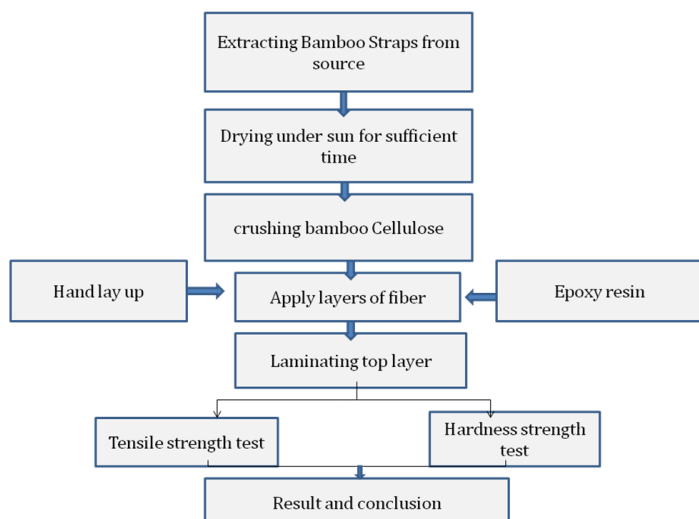 Extracting Bamboo Straps from
source
Drying under sun for sufficient
time
crushing bamboo Cellulose
Hand lay up
Apply layers of fiber
Epoxy resin
Laminating top layer
Tensile strength test
Hardness strength
test
Result and conclusion